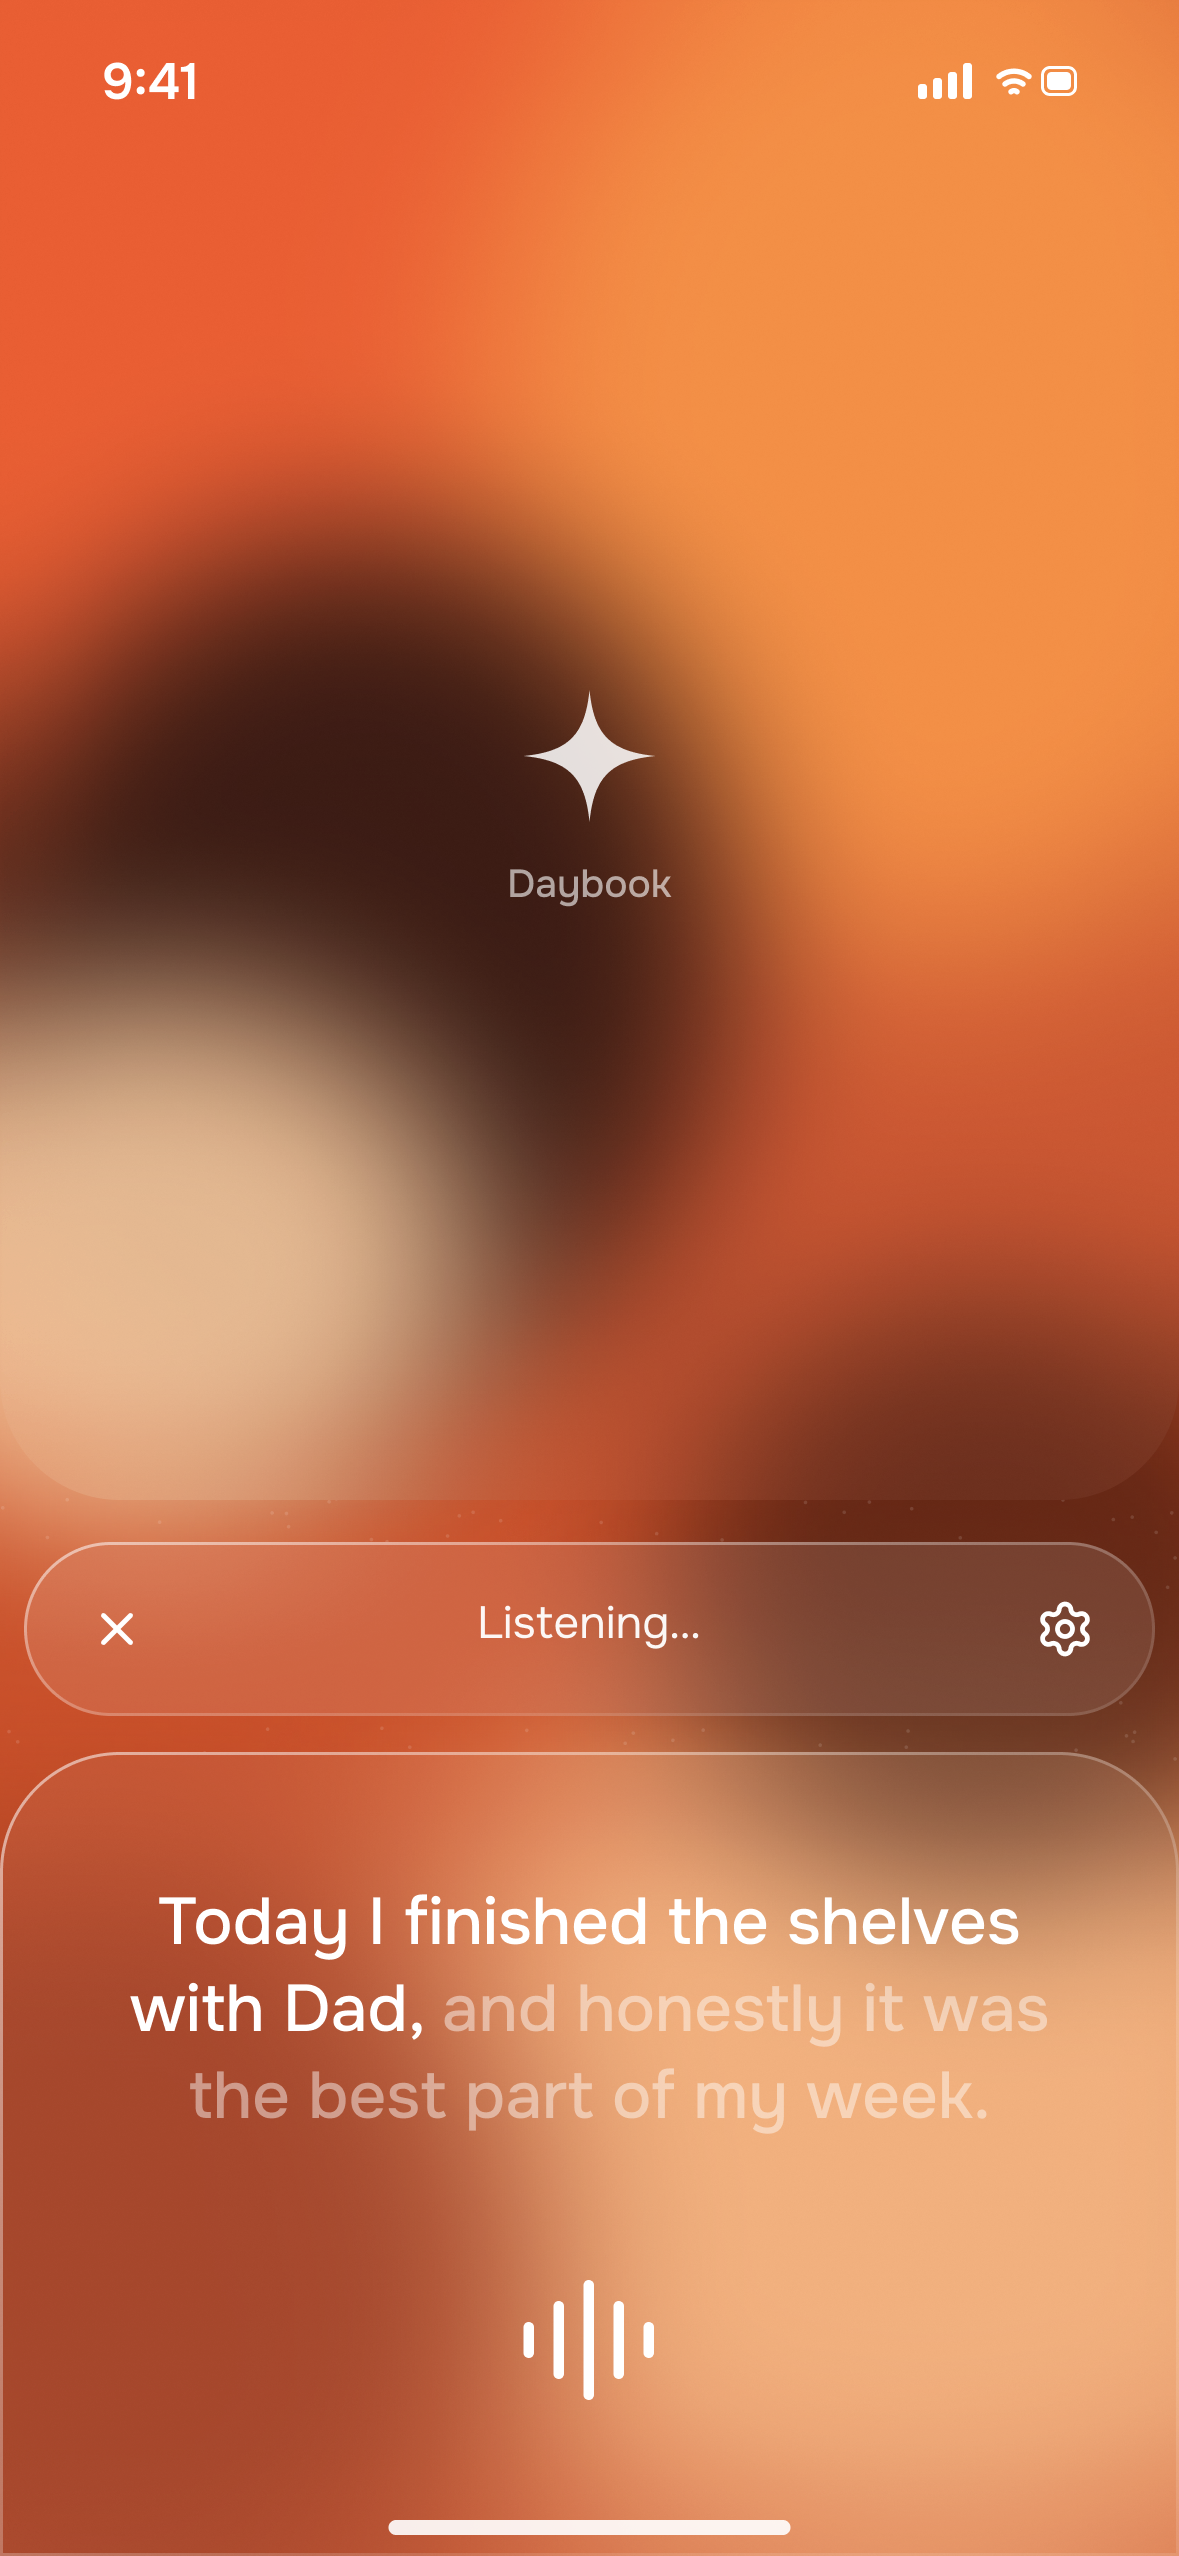 9:41
Daybook
Listening...
Today I finished the shelves
with Dad, and honestly it was
the best part of my week.